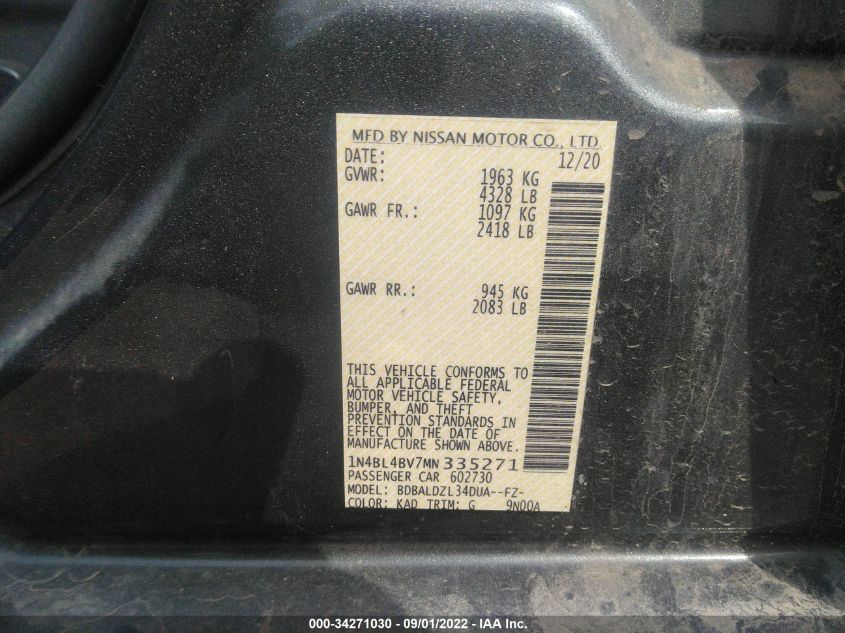 MFD BY NISSAN MOTOR CO., LTD.
DATE: 12/20
GVWR: 1963 KG
4328 LB
GAWR FR.: 1097 KG
2418 LB
GAWR RR.: 945 KG
2083 LB
THIS VEHICLE CONFORMS TO
ALL APPLICABLE FEDERAL
MOTOR VEHICLE SAFETY,
BUMPER, AND THEFT
PREVENTION STANDARDS IN
EFFECT ON THE DATE OF
MANUFACTURE SHOWN ABOVE.
1N4BL4BV7MN335271
PASSENGER CAR 602730
MODEL: BDBALDZL34DUA--FZ-
COLOR: KAD TRIM: G 9N00A
000-34271030 - 09/01/2022 - IAA Inc.